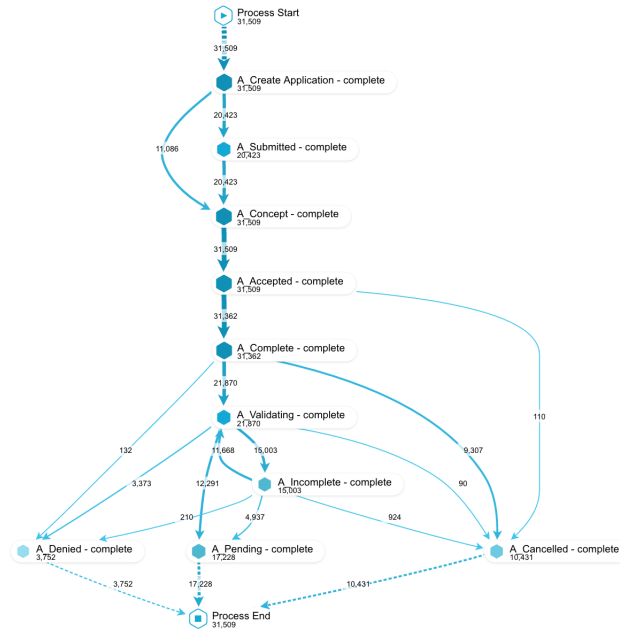 Process Start
31,509
31,509
A_Create Application - complete
31,509
20,423
11,086
A_Submitted - complete
20,423
20,423
A_Concept - complete
31,509
31,509
A_Accepted - complete
31,509
31,362
A_Complete - complete
31,362
21,870
110
A_Validating - complete
21,870
132
11,668
15,003
9,307
3,373
12,291
A_Incomplete - complete
15,003
90
210
4,937
924
A_Denied - complete
3,752
A_Pending - complete
17,228
A_Cancelled - complete
10,431
3,752
17,228
10,431
Process End
31,509